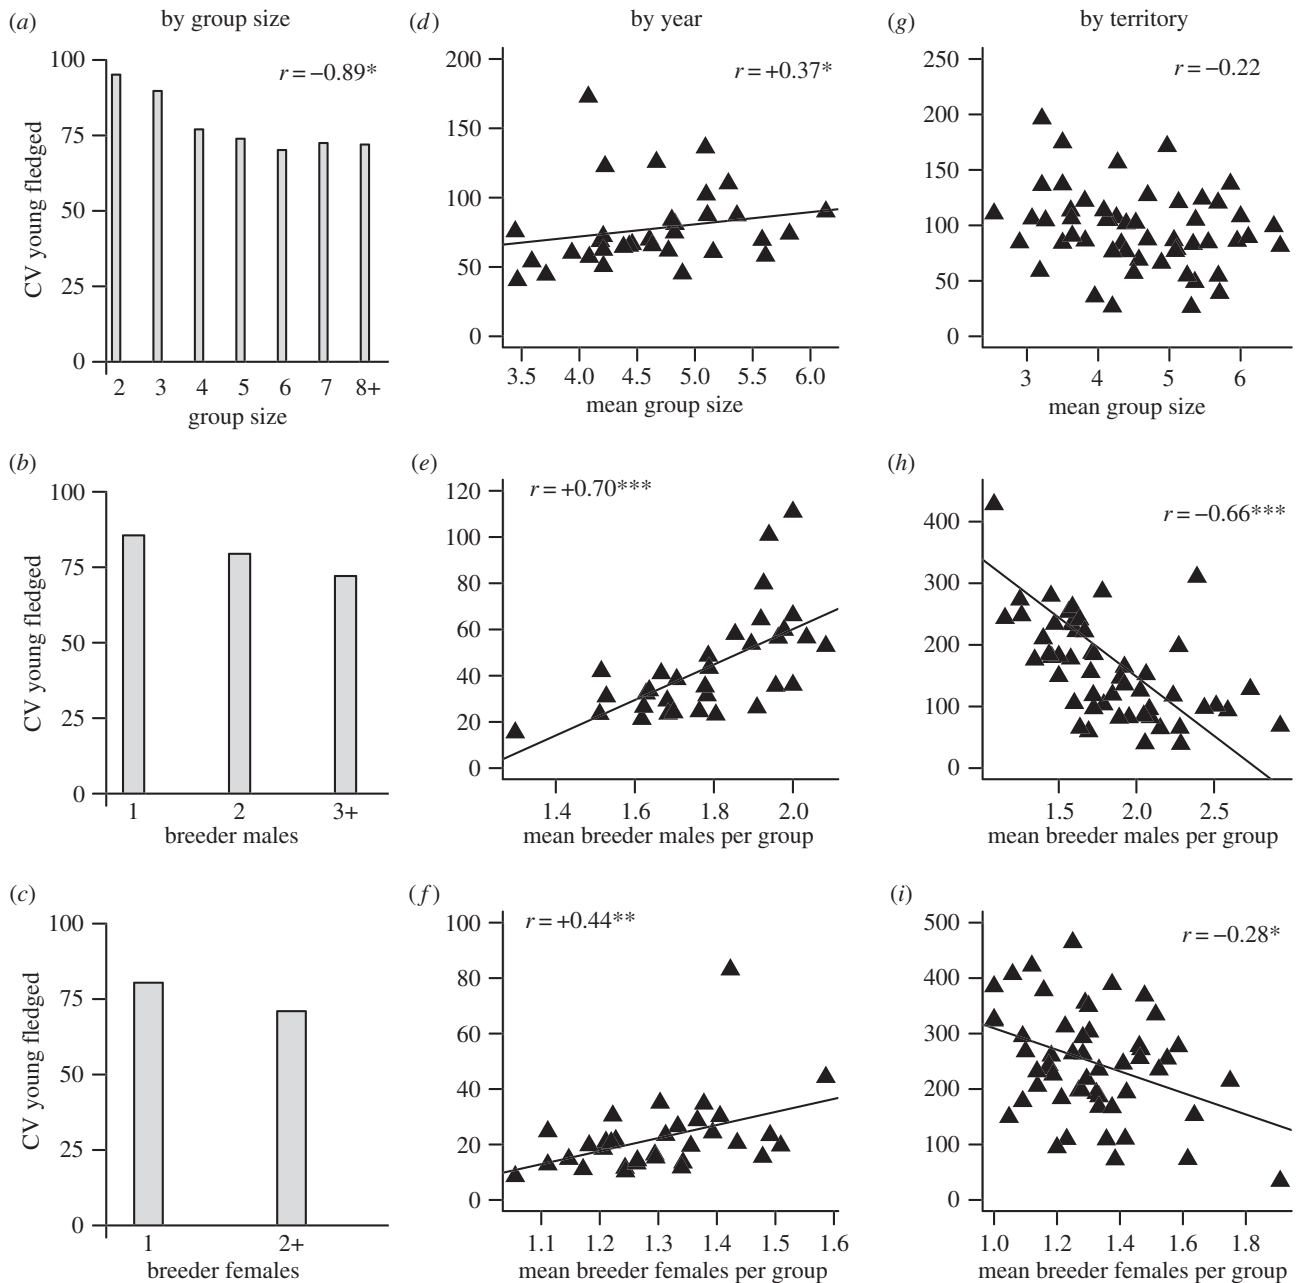 (a) by group size
r = −0.89*
100
75
50
25
0
CV young fledged
2 3 4 5 6 7 8+
group size
(d) by year
r = +0.37*
200
150
100
50
0
3.5 4.0 4.5 5.0 5.5 6.0
mean group size
(g) by territory
r = −0.22
250
200
150
100
50
0
3 4 5 6
mean group size
(b)
100
75
50
25
0
CV young fledged
1 2 3+
breeder males
(e)
r = +0.70***
120
100
80
60
40
20
0
1.4 1.6 1.8 2.0
mean breeder males per group
(h)
r = −0.66***
400
300
200
100
0
1.5 2.0 2.5
mean breeder males per group
(c)
100
75
50
25
0
CV young fledged
1 2+
breeder females
(f)
r = +0.44**
100
80
60
40
20
0
1.1 1.2 1.3 1.4 1.5 1.6
mean breeder females per group
(i)
r = −0.28*
500
400
300
200
100
0
1.0 1.2 1.4 1.6 1.8
mean breeder females per group